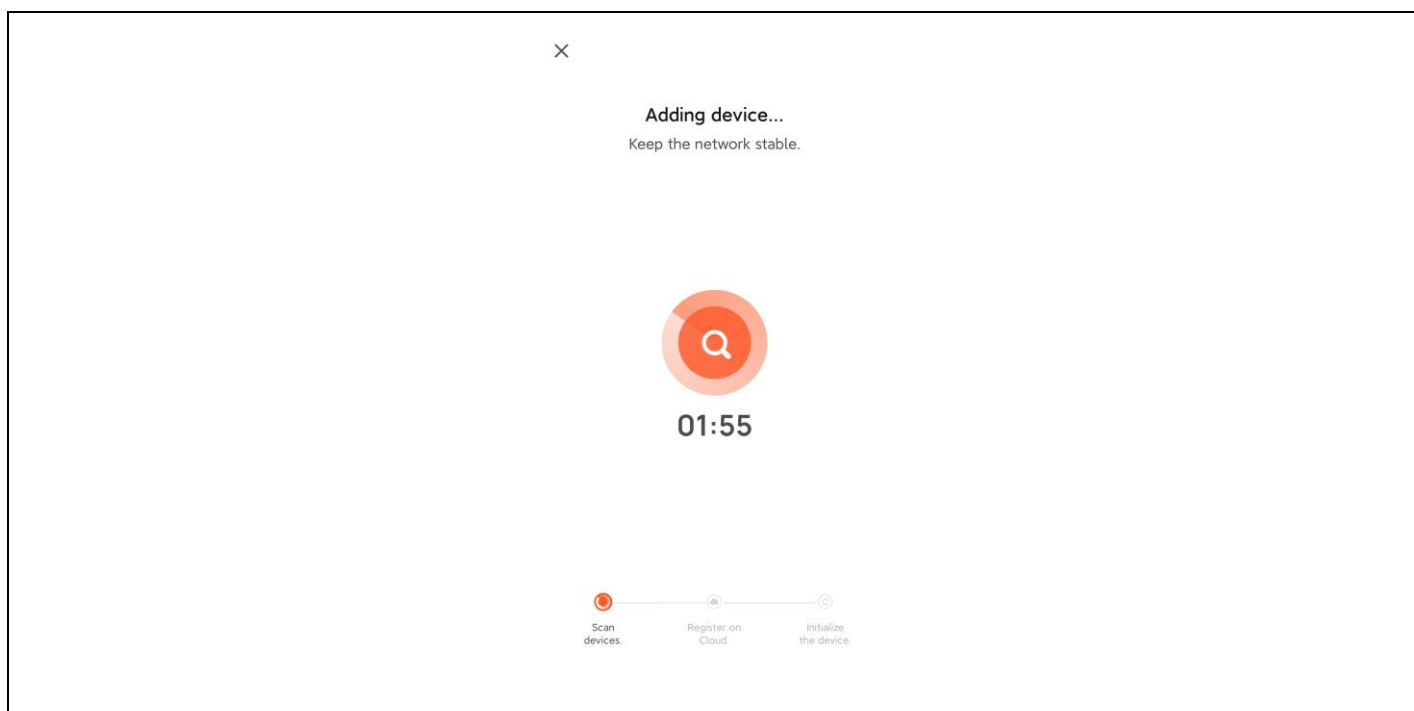 Adding device...
Keep the network stable.
01:55
Scan
devices.
Register on
Cloud.
Initialize
the device.